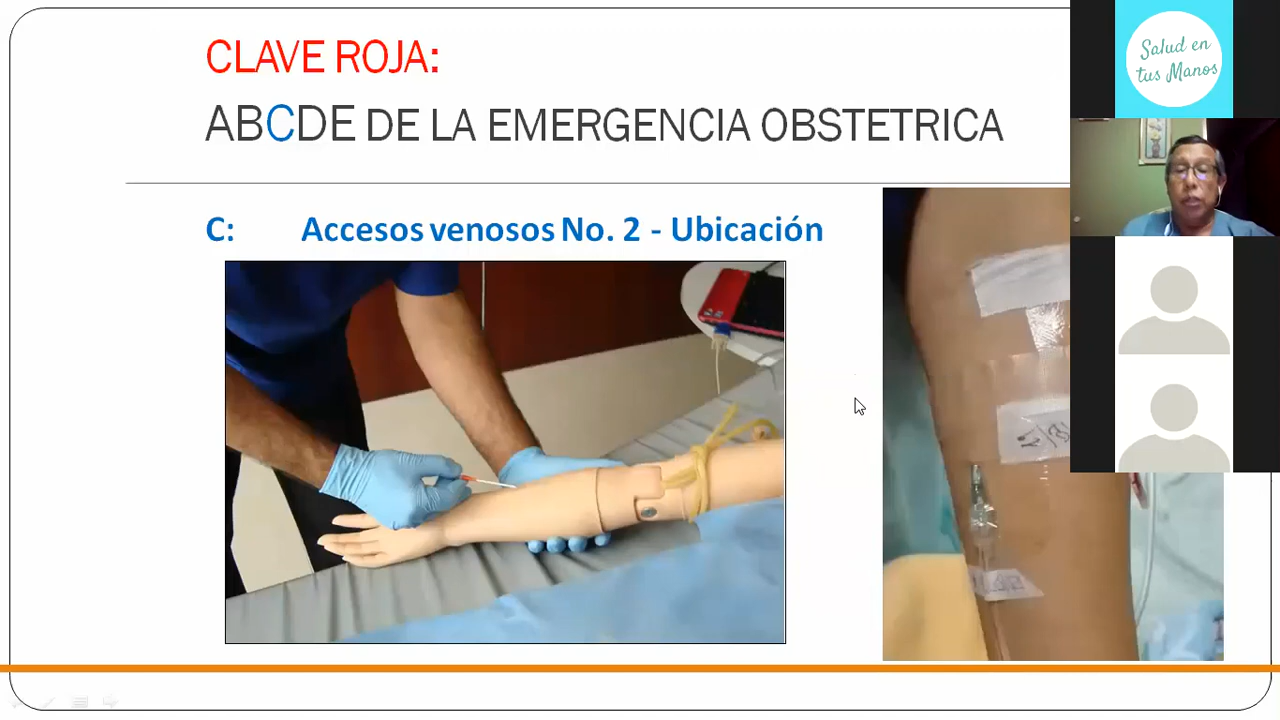 CLAVE ROJA:
ABCDE DE LA EMERGENCIA OBSTETRICA
C: Accesos venosos No. 2 - Ubicación
Salud en
tus Manos